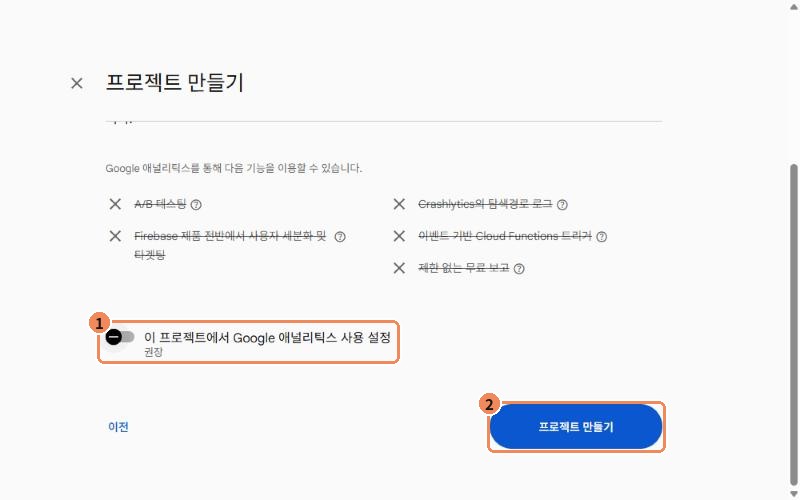 프로젝트 만들기
Google 애널리틱스를 통해 다음 기능을 이용할 수 있습니다.
A/B 테스팅
Crashlytics의 탐색경로 로그
Firebase 제품 전반에서 사용자 세분화 및
타겟팅
이벤트 기반 Cloud Functions 트리거
제한 없는 무료 보고
1
이 프로젝트에서 Google 애널리틱스 사용 설정
권장
2
이전
프로젝트 만들기